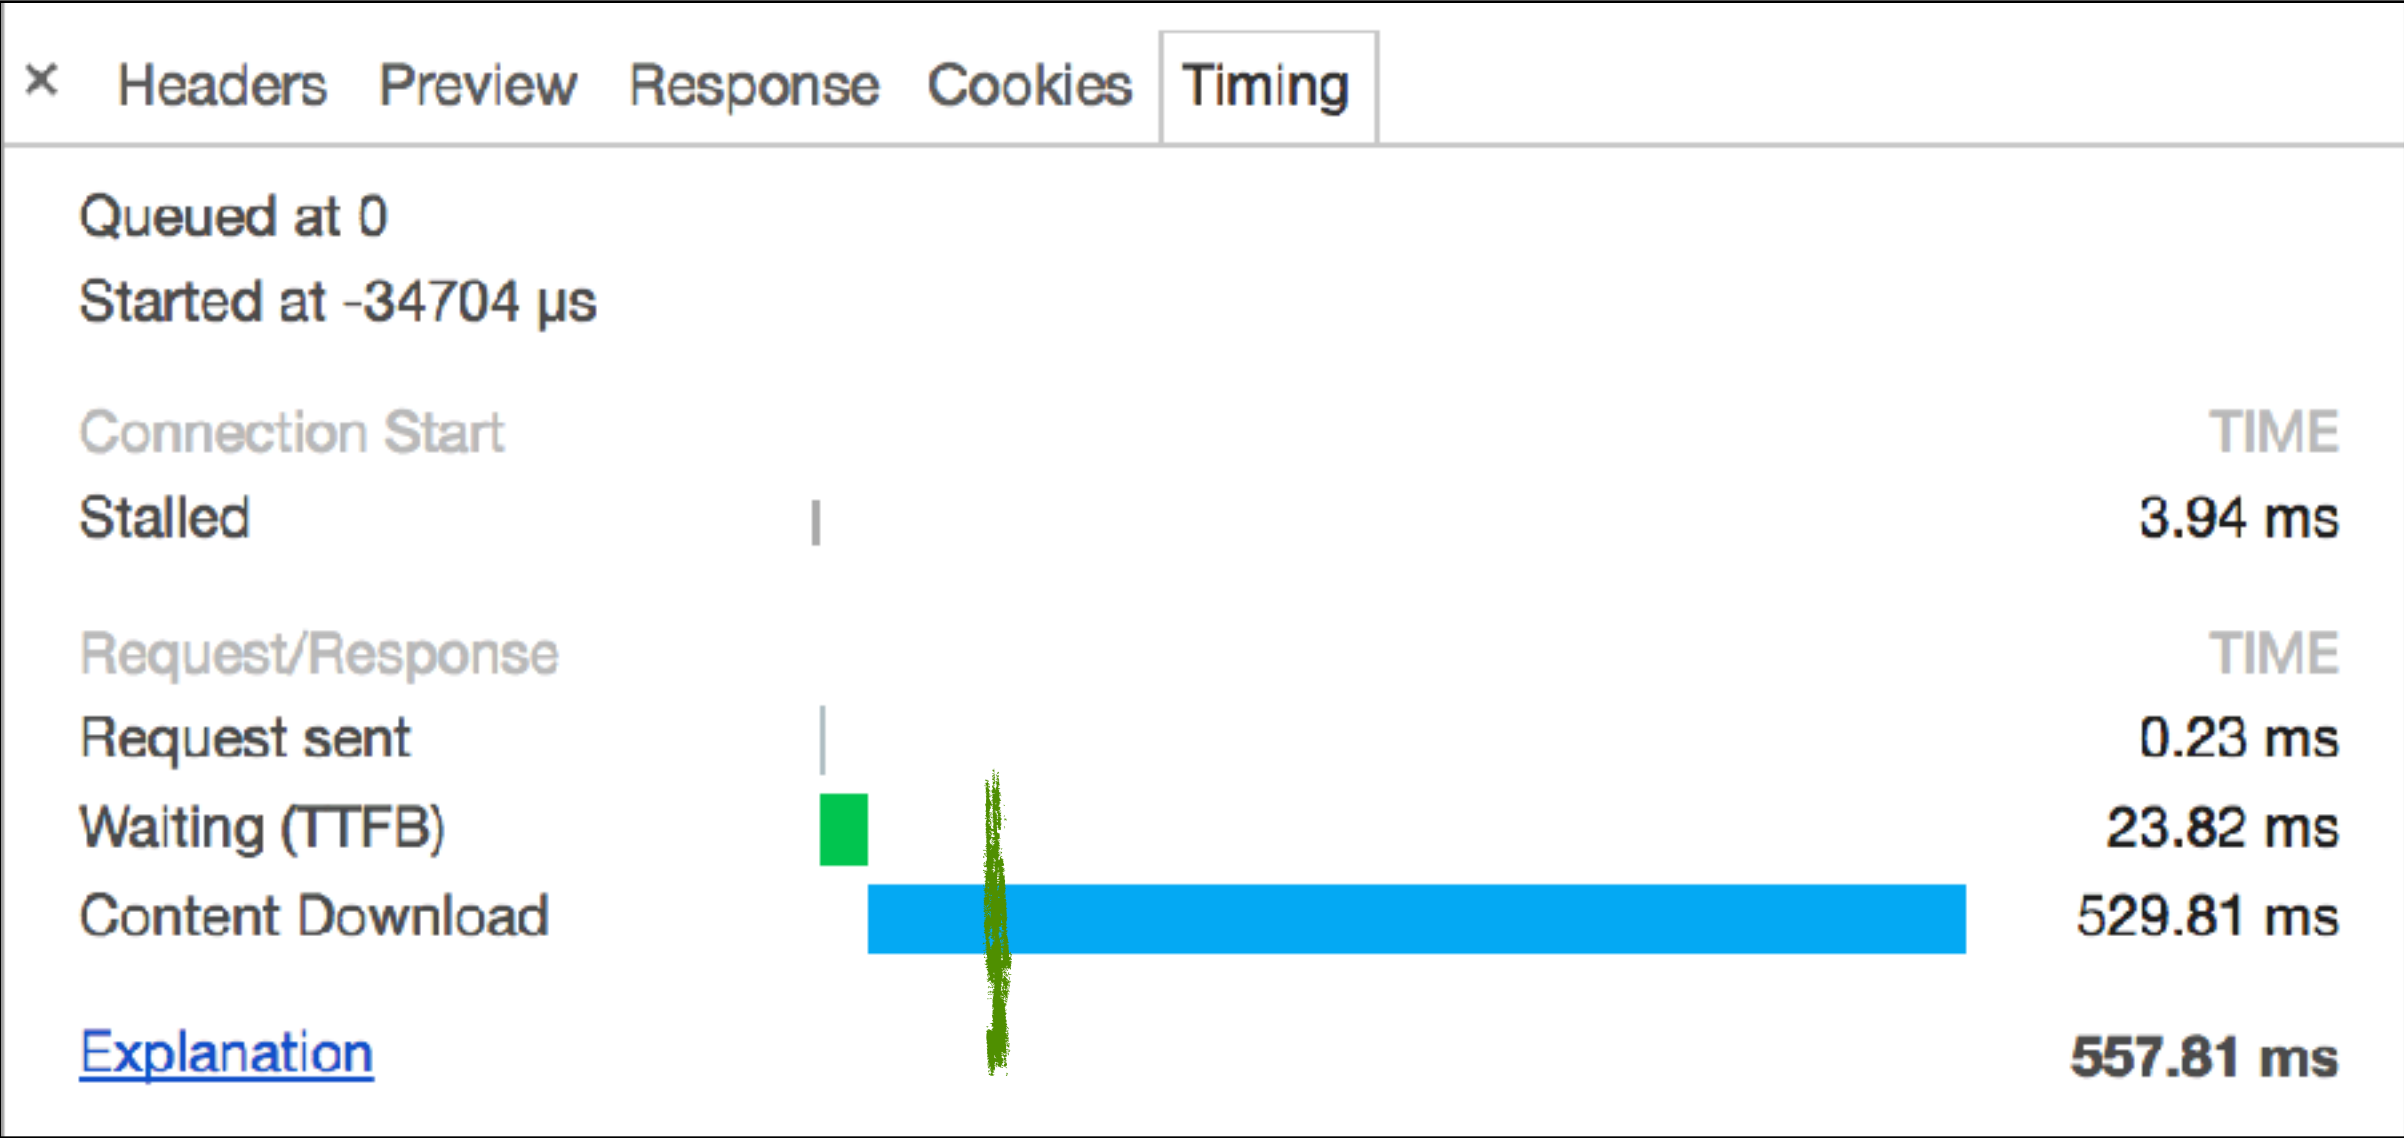 × Headers Preview Response Cookies Timing
Queued at 0
Started at -34704 µs
Connection Start TIME
Stalled 3.94 ms
Request/Response TIME
Request sent 0.23 ms
Waiting (TTFB) 23.82 ms
Content Download 529.81 ms
Explanation 557.81 ms